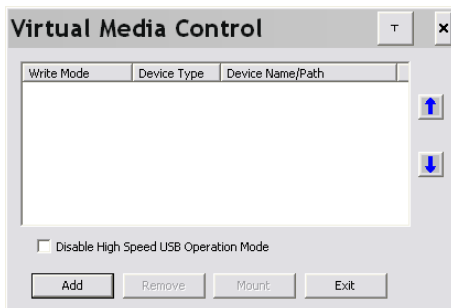 Virtual Media Control T ×
Write Mode Device Type Device Name/Path
Disable High Speed USB Operation Mode
Add Remove Mount Exit